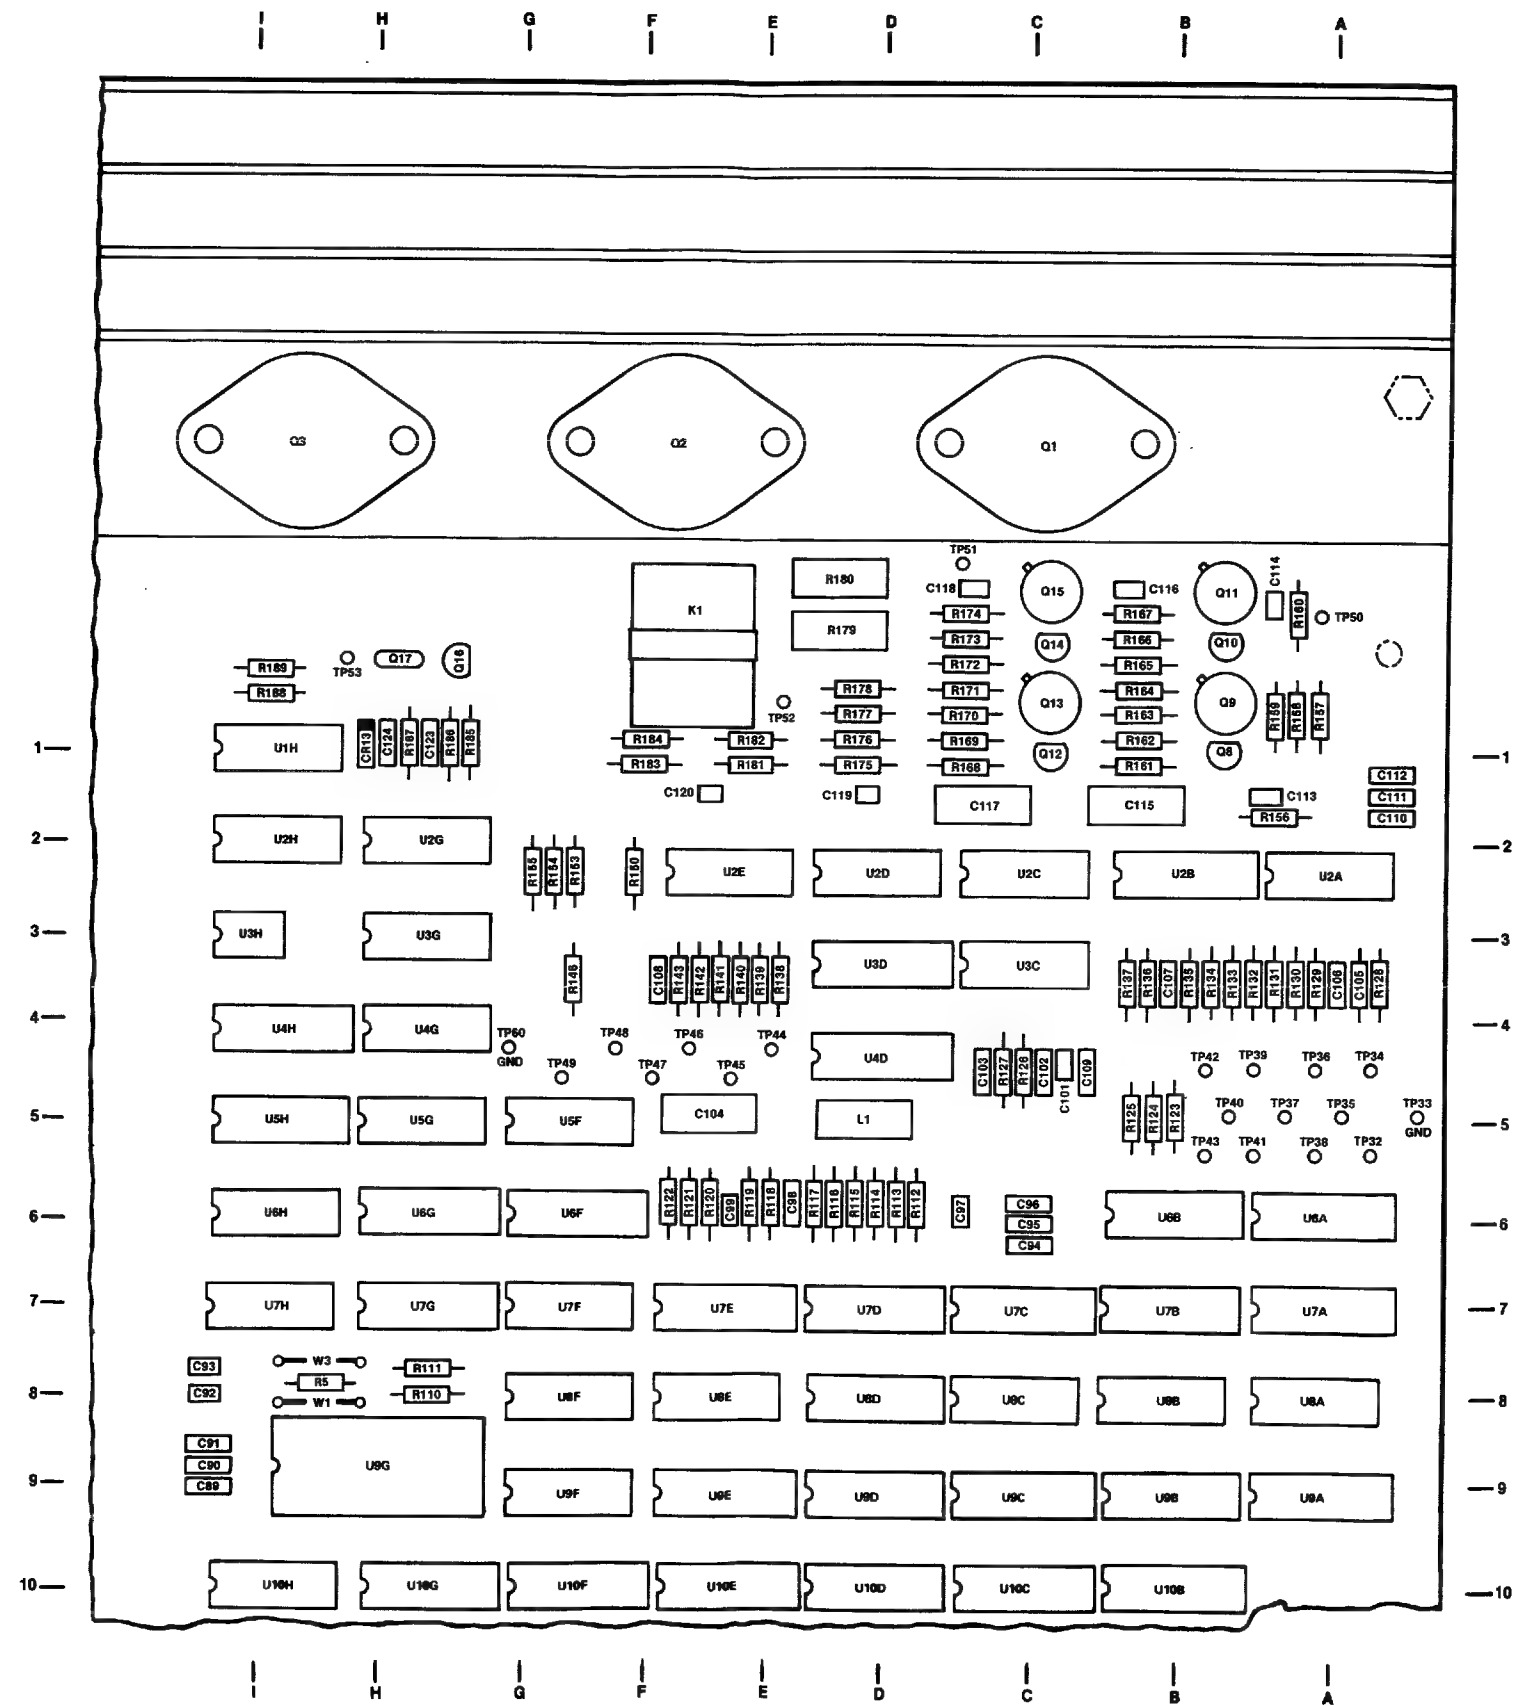 I H G F E D C B A
Q3 Q2 Q1
TP51
C118 Q15 C116 Q11 C114
R180
K1
R174 R167 R160 TP50
R179
R173 Q14 R166 Q10
R189 TP53 Q17 Q16
R172 R165
R188
R178 R171 Q13 R164 Q9 R159 R158 R157
TP52
R177 R170 R163
1 U1H CR13 C124 R187 C123 R186 R185 R184 R182 R176 R169 Q12 R162 Q8 1
R183 R181 R175 R168 R161
C112
C120 C119 C117 C115 C113 C111
R156 C110
2 U2H U2G 2
R155 R154 R153 R150 U2E U2D U2C U2B U2A
3 U3H U3G 3
R146 C108 R143 R142 R141 R140 R139 R138 U3D U3C R137 R136 C107 R135 R134 R133 R132 R131 R130 R129 C106 C105 R128
4 U4H U4G 4
TP60 TP48 TP46 TP44
GND
TP49 TP47 TP45
U4D C103 R127 R126 C102 C101 C109
TP42 TP39 TP36 TP34
5 U5H U5G U5F C104 L1 R125 R124 R123 5
TP40 TP37 TP35 TP33
GND
TP43 TP41 TP38 TP32
6 U6H U6G U6F R122 R121 R120 C99 R119 R118 C98 R117 R116 R115 R114 R113 R112 C97 C96 U6B U6A 6
C95
C94
7 U7H U7G U7F U7E U7D U7C U7B U7A 7
C93 W3 R111
R5
8 C92 R110 U8F U8E U8D U8C U8B U8A 8
W1
C91
C90 U9G
9 C89 U9F U9E U9D U9C U9B U9A 9
10 U10H U10G U10F U10E U10D U10C U10B 10
I H G F E D C B A